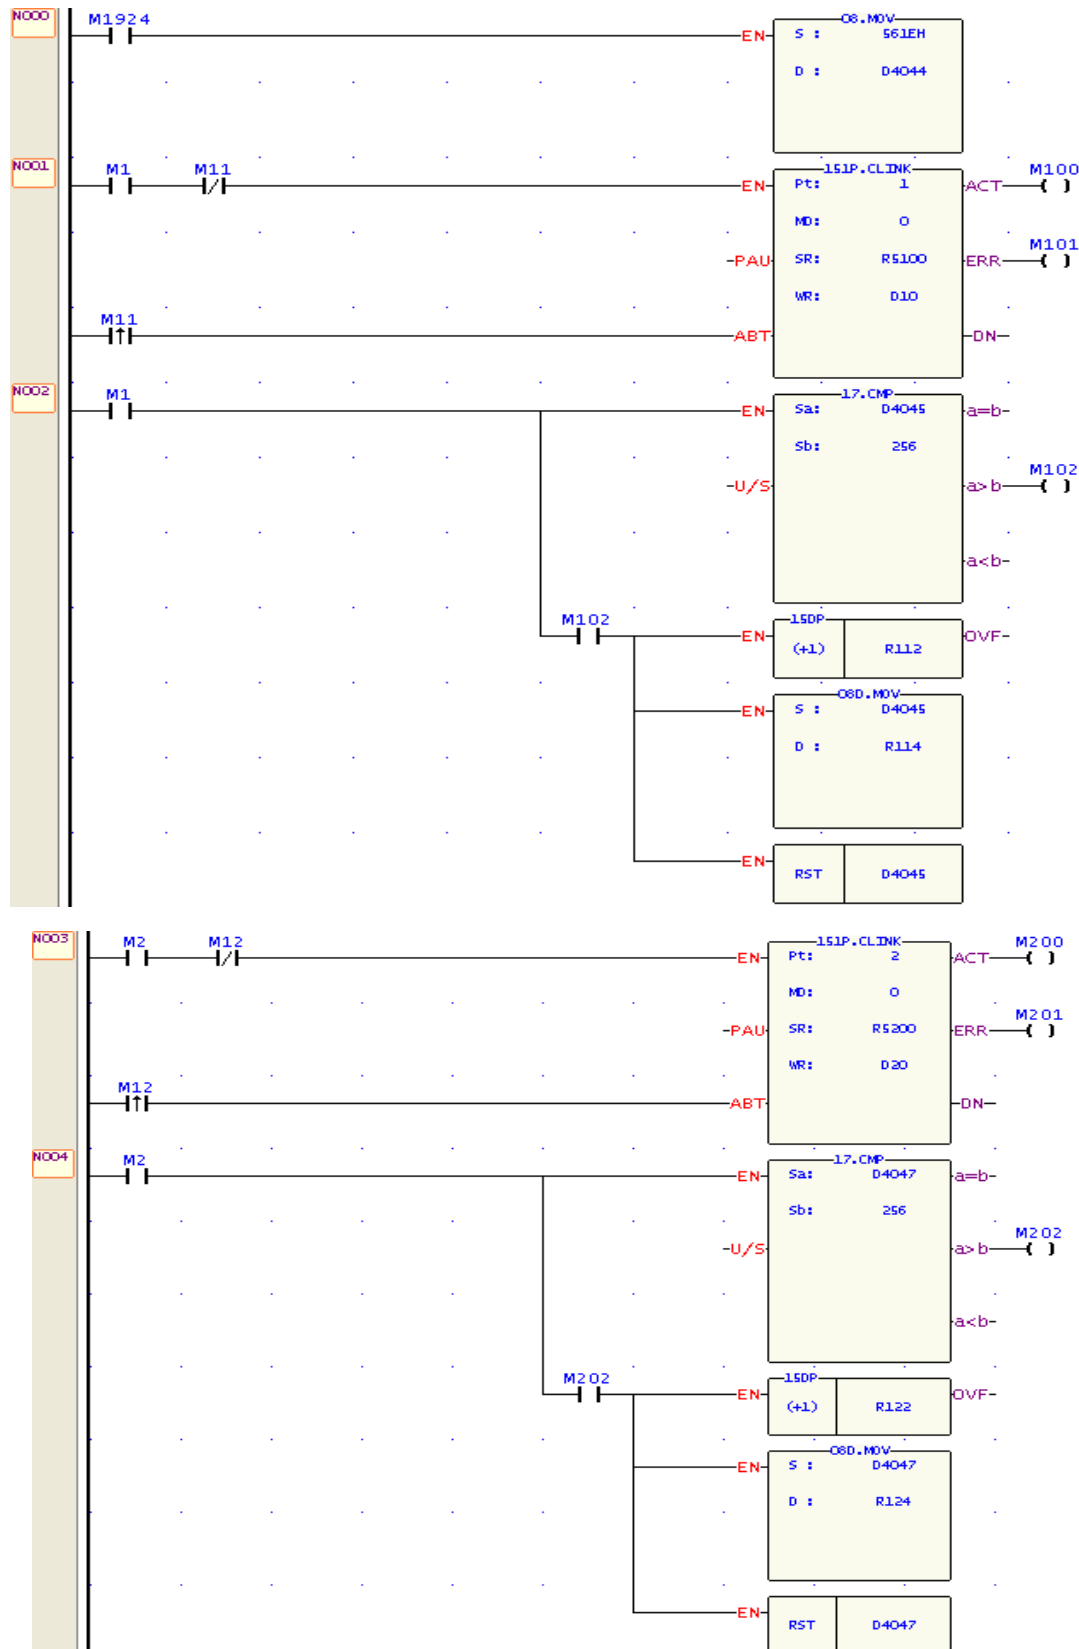 N000
M1924
08.MOV
EN
S : 561EH
D : D4044
N001
M1 M11
151P.CLINK
EN
Pt: 1
ACT
M100
MD: 0
PAU
SR: R5100
ERR
M101
WR: D10
M11
ABT
DN
N002
M1
17.CMP
EN
Sa: D4045
a=b
Sb: 256
U/S
a>b
M102
a<b
M102
15DP
EN
(+1) R112
OVF
08D.MOV
EN
S : D4045
D : R114
EN
RST D4045
N003
M2 M12
151P.CLINK
EN
Pt: 2
ACT
M200
MD: 0
PAU
SR: R5200
ERR
M201
WR: D20
M12
ABT
DN
N004
M2
17.CMP
EN
Sa: D4047
a=b
Sb: 256
U/S
a>b
M202
a<b
M202
15DP
EN
(+1) R122
OVF
08D.MOV
EN
S : D4047
D : R124
EN
RST D4047